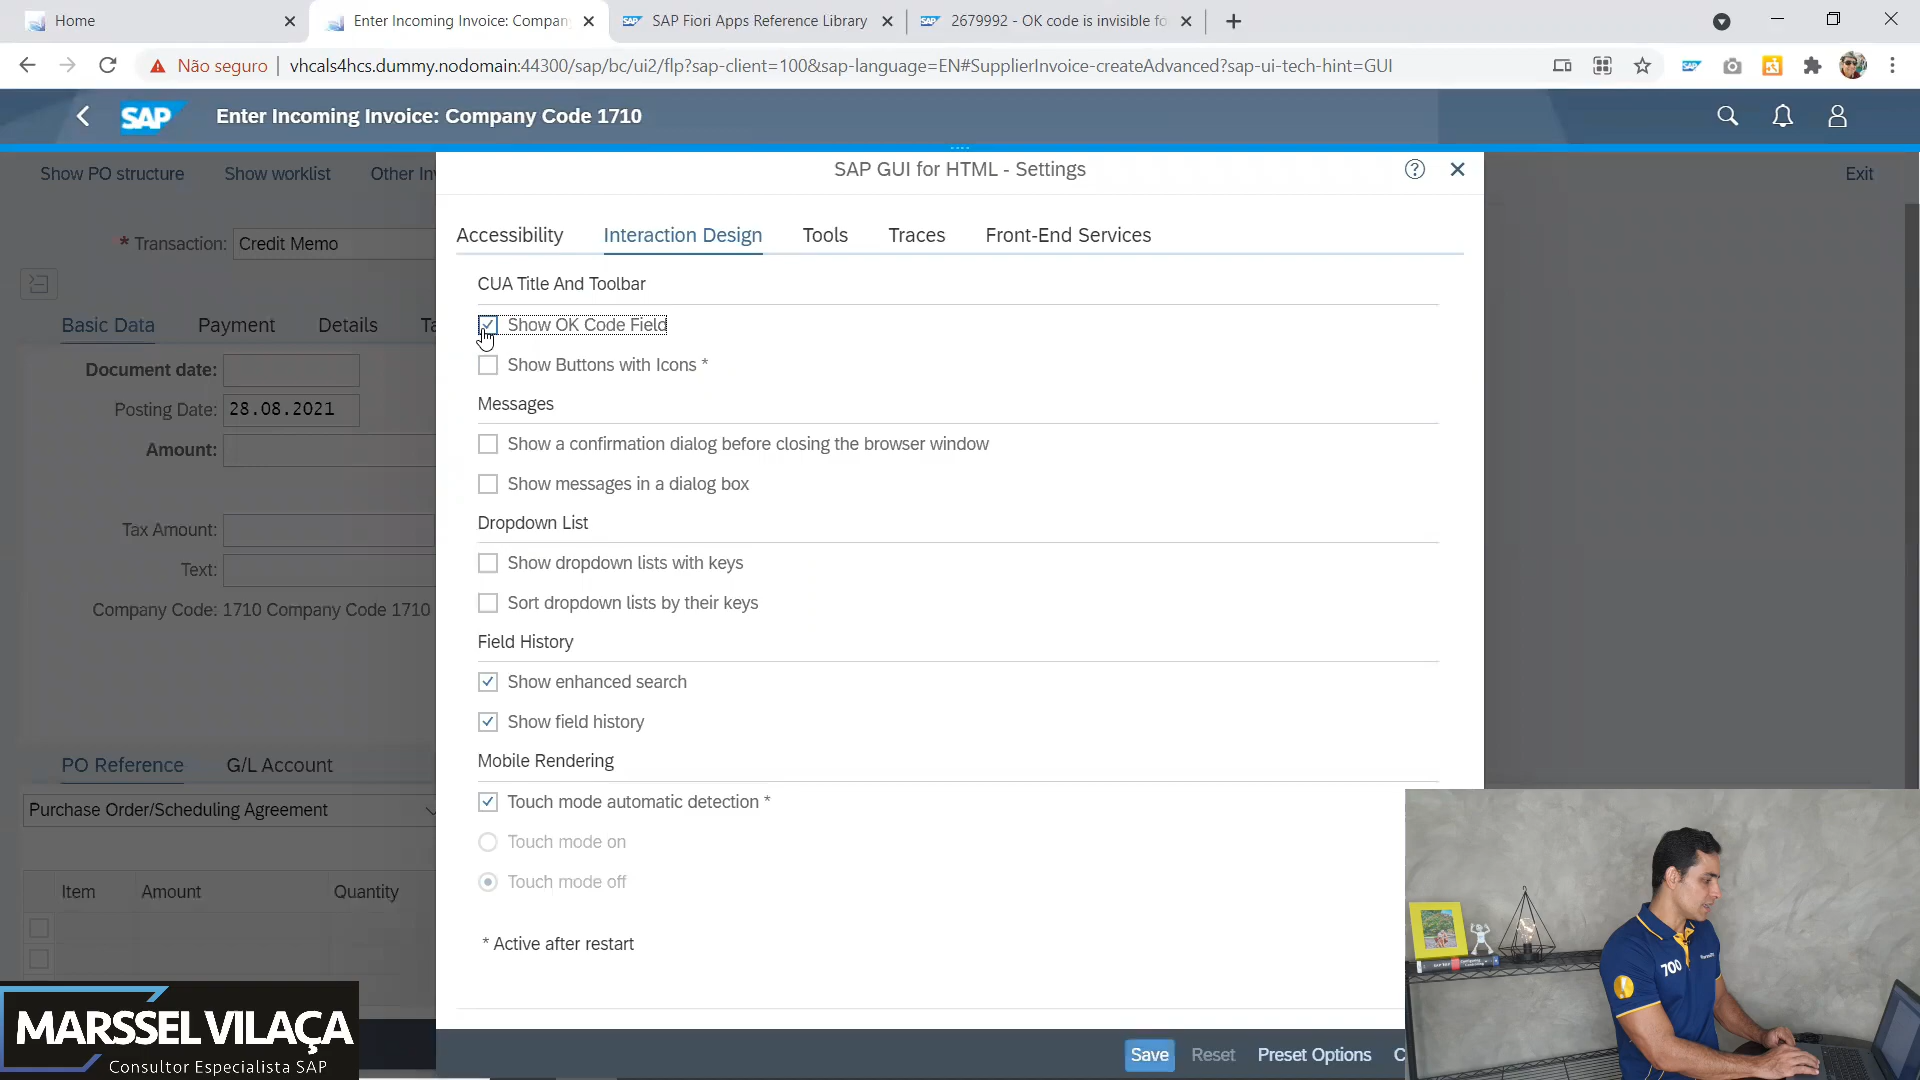 Home
Enter Incoming Invoice: Compan
SAP Fiori Apps Reference Library
2679992 - OK code is invisible fo
Não seguro
vhcals4hcs.dummy.nodomain:44300/sap/bc/ui2/flp?sap-client=100&sap-language=EN#SupplierInvoice-createAdvanced?sap-ui-tech-hint=GUI
SAP
Enter Incoming Invoice: Company Code 1710
Show PO structure
Show worklist
Other In
Exit
SAP GUI for HTML - Settings
* Transaction: Credit Memo
Accessibility
Interaction Design
Tools
Traces
Front-End Services
CUA Title And Toolbar
Show OK Code Field
Show Buttons with Icons *
Messages
Show a confirmation dialog before closing the browser window
Show messages in a dialog box
Dropdown List
Show dropdown lists with keys
Sort dropdown lists by their keys
Field History
Show enhanced search
Show field history
Mobile Rendering
Touch mode automatic detection *
Touch mode on
Touch mode off
* Active after restart
Save
Reset
Preset Options
C
Basic Data
Payment
Details
Ta
Document date:
Posting Date: 28.08.2021
Amount:
Tax Amount:
Text:
Company Code: 1710 Company Code 1710
PO Reference
G/L Account
Purchase Order/Scheduling Agreement
Item
Amount
Quantity
MARSSEL VILAÇA
Consultor Especialista SAP
700